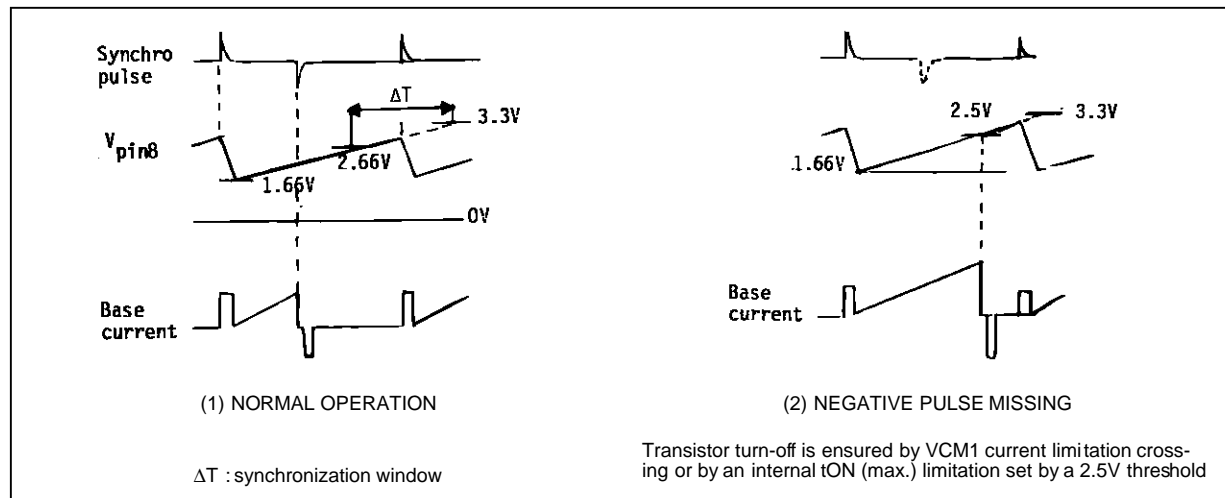 Synchro
pulse
ΔT
3.3V
Vpin8
2.66V
1.66V
0V
Base
current
(1) NORMAL OPERATION
ΔT : synchronization window
2.5V
3.3V
1.66V
Base
current
(2) NEGATIVE PULSE MISSING
Transistor turn-off is ensured by VCM1 current limitation cross-
ing or by an internal tON (max.) limitation set by a 2.5V threshold